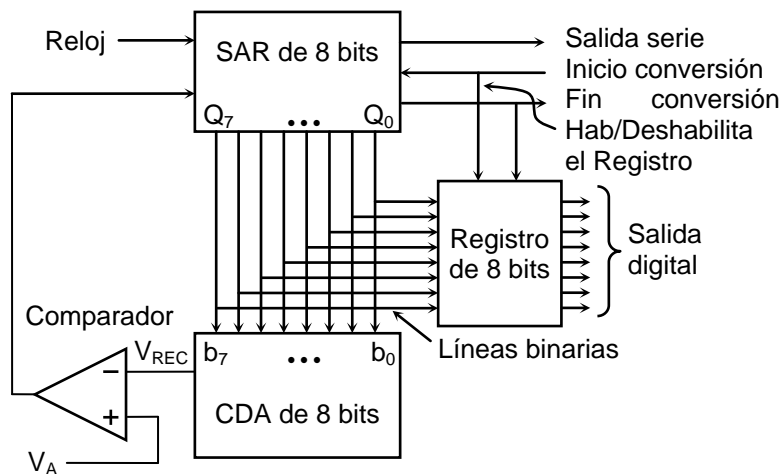 Reloj
SAR de 8 bits
Q7 ... Q0
Salida serie
Inicio conversión
Fin conversión
Hab/Deshabilita
el Registro
Registro
de 8 bits
Salida
digital
Líneas binarias
Comparador
VREC
b7 ... b0
CDA de 8 bits
−
+
VA